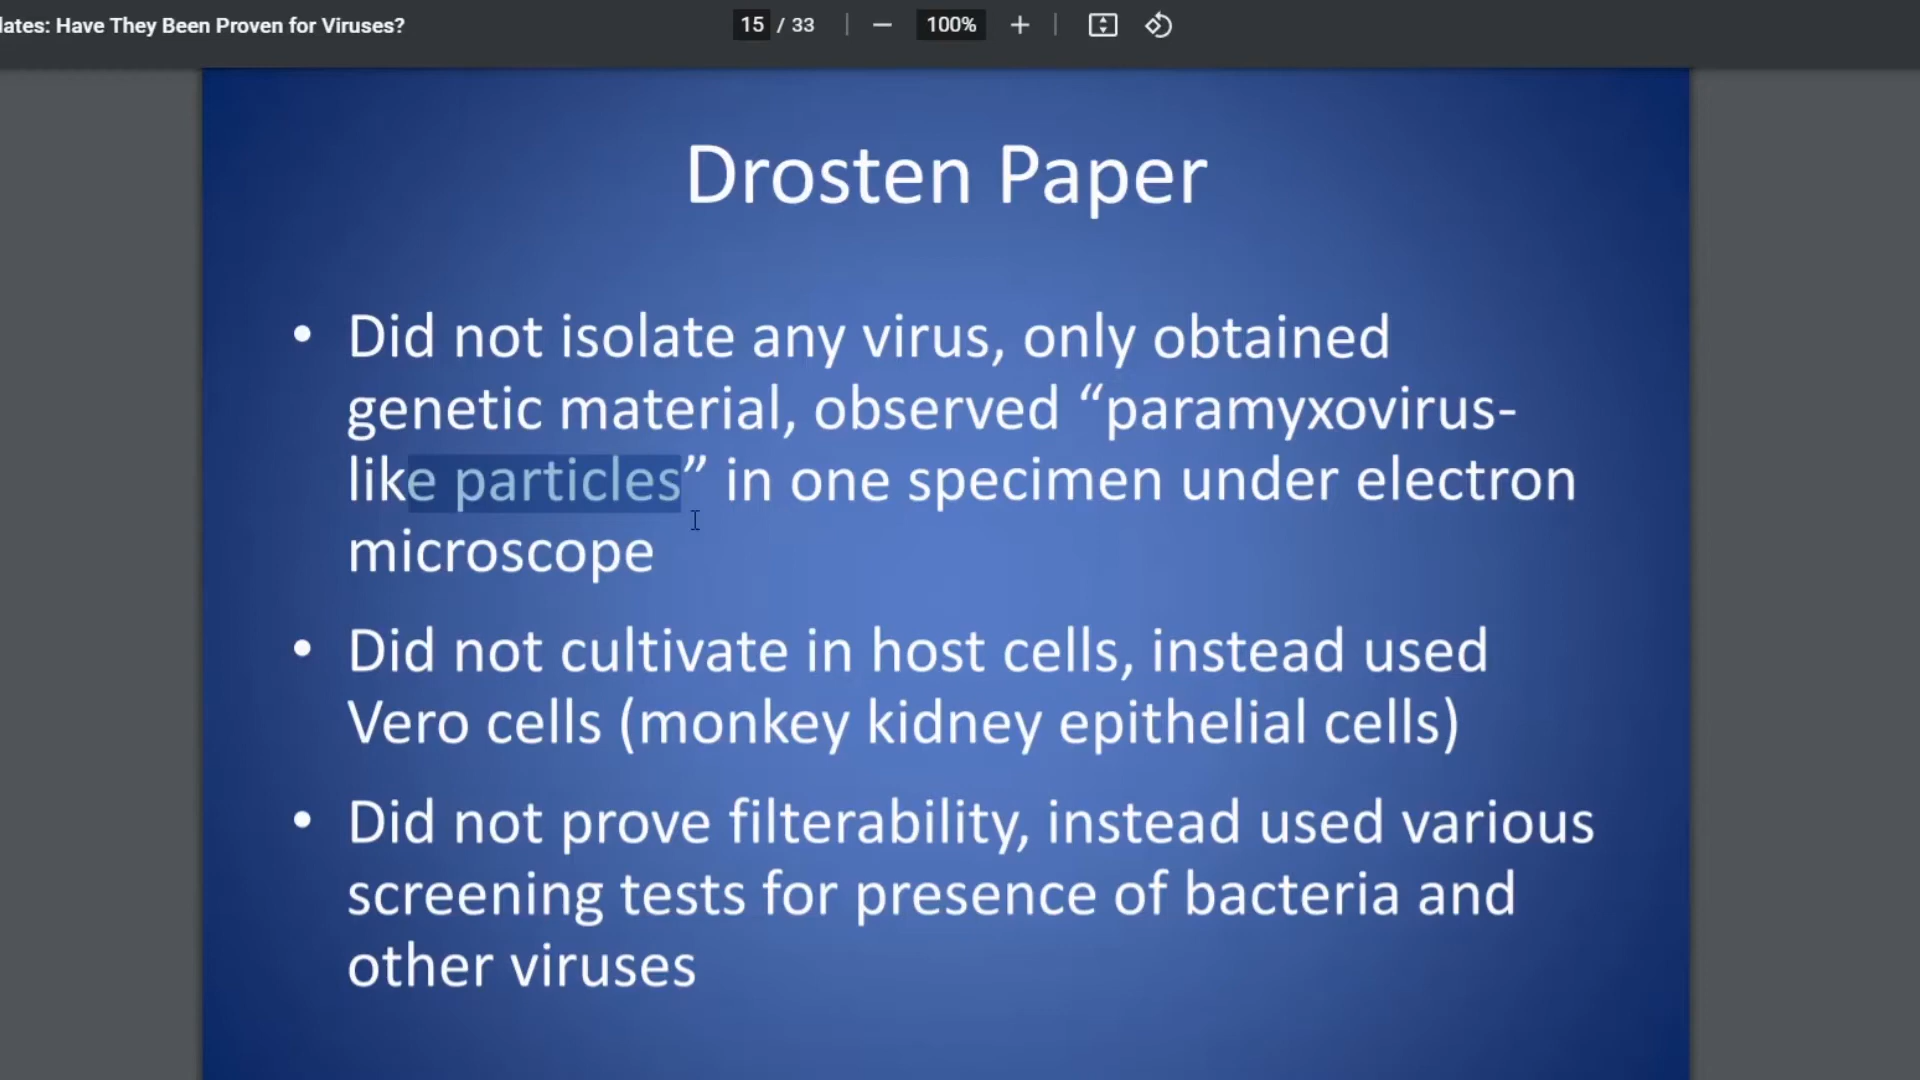 lates: Have They Been Proven for Viruses?
15 / 33
100%
Drosten Paper
• Did not isolate any virus, only obtained
genetic material, observed “paramyxovirus-
like particles” in one specimen under electron
microscope
• Did not cultivate in host cells, instead used
Vero cells (monkey kidney epithelial cells)
• Did not prove filterability, instead used various
screening tests for presence of bacteria and
other viruses